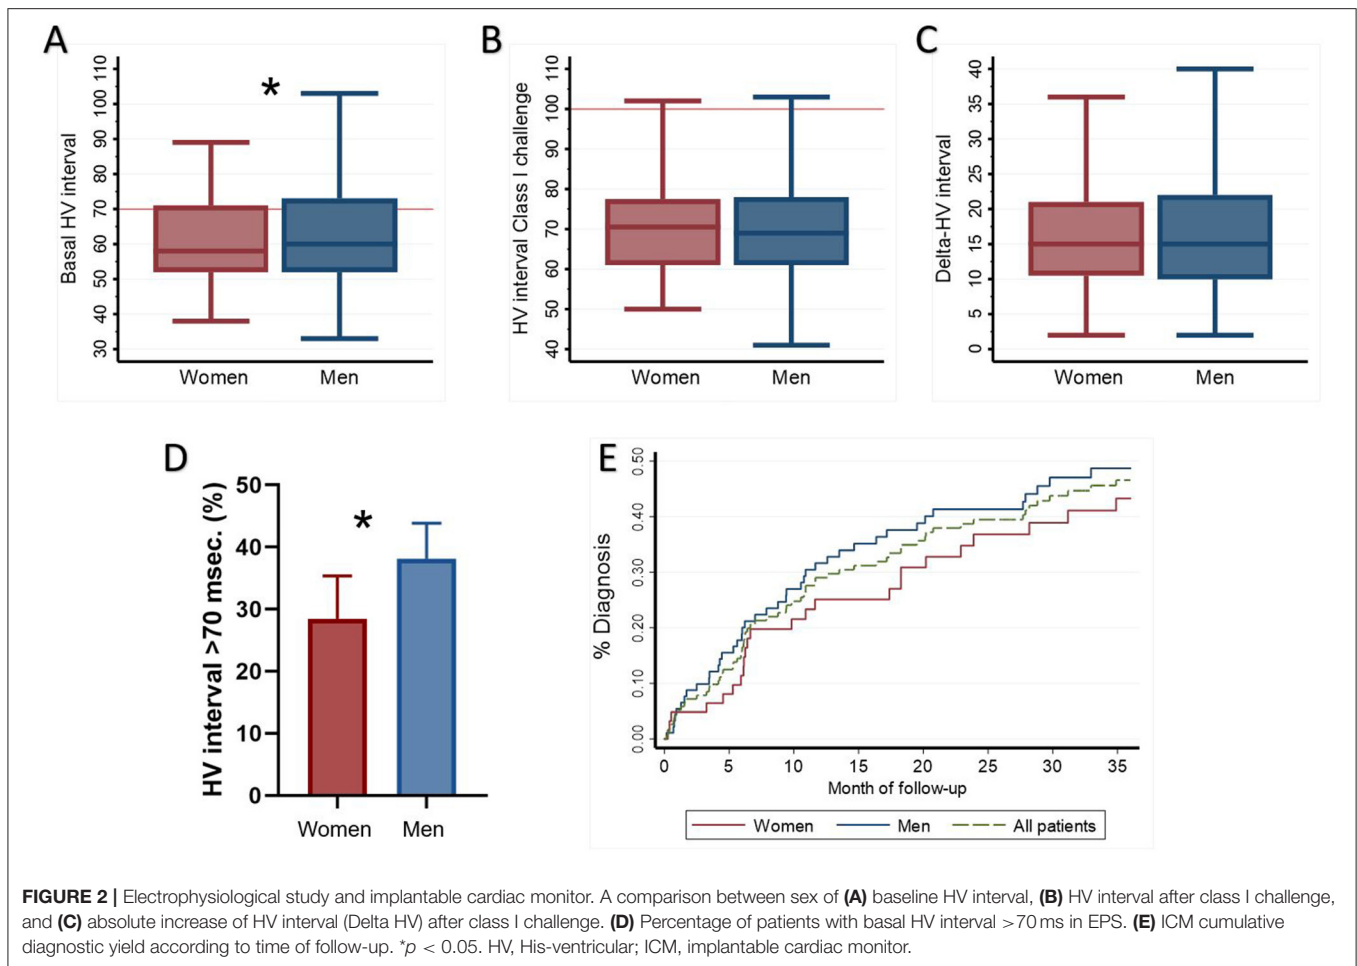 A
Basal HV interval
110
100
90
80
70
60
50
40
30
*
Women Men
B
HV interval Class I challenge
110
100
90
80
70
60
50
40
Women Men
C
Delta-HV interval
40
35
30
25
20
15
10
5
0
Women Men
D
HV interval >70 msec. (%)
50
40
30
20
10
0
*
Women Men
E
% Diagnosis
0.50
0.40
0.30
0.20
0.10
0.00
0 5 10 15 20 25 30 35
Month of follow-up
Women Men All patients
FIGURE 2 | Electrophysiological study and implantable cardiac monitor. A comparison between sex of (A) baseline HV interval, (B) HV interval after class I challenge,
and (C) absolute increase of HV interval (Delta HV) after class I challenge. (D) Percentage of patients with basal HV interval >70 ms in EPS. (E) ICM cumulative
diagnostic yield according to time of follow-up. *p < 0.05. HV, His-ventricular; ICM, implantable cardiac monitor.